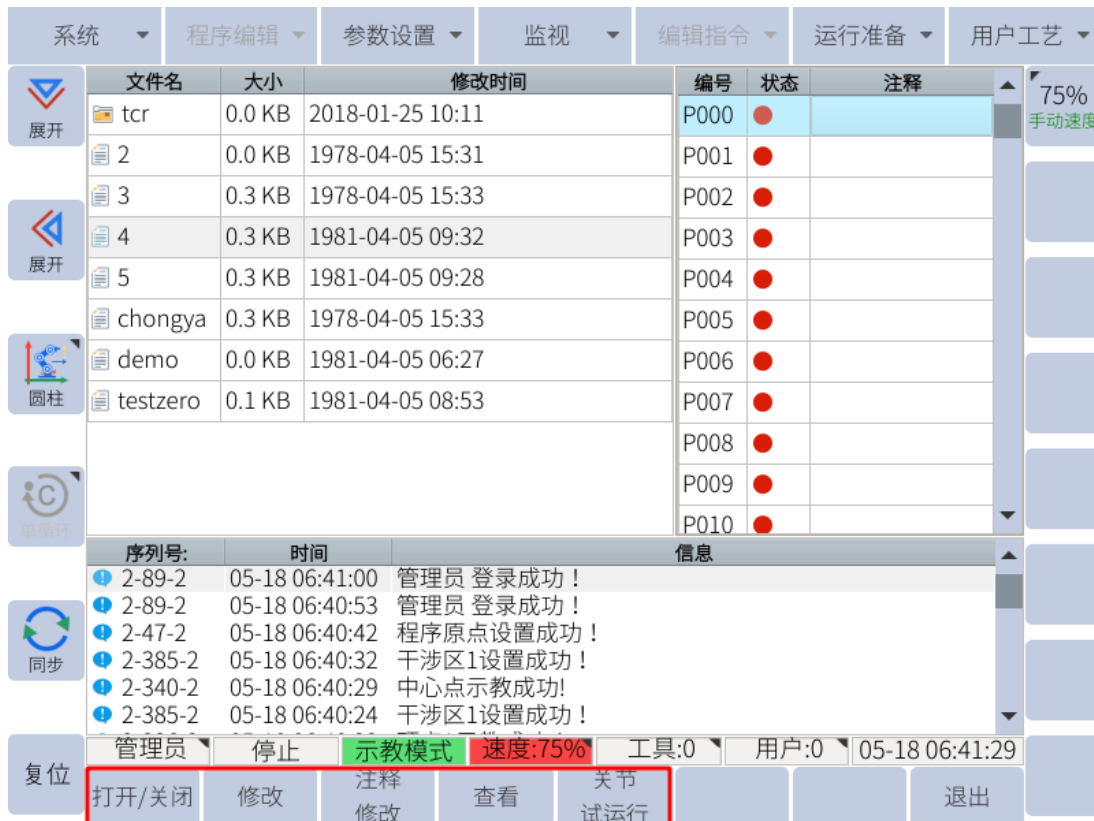 系统 程序编辑 参数设置 监视 编辑指令 运行准备 用户工艺
展开
展开
圆柱
单循环
同步
复位
文件名 大小 修改时间
tcr 0.0 KB 2018-01-25 10:11
2 0.0 KB 1978-04-05 15:31
3 0.3 KB 1978-04-05 15:33
4 0.3 KB 1981-04-05 09:32
5 0.3 KB 1981-04-05 09:28
chongya 0.3 KB 1978-04-05 15:33
demo 0.0 KB 1981-04-05 06:27
testzero 0.1 KB 1981-04-05 08:53
编号 状态 注释
P000
P001
P002
P003
P004
P005
P006
P007
P008
P009
P010
75%
手动速度
序列号: 时间 信息
2-89-2 05-18 06:41:00 管理员 登录成功！
2-89-2 05-18 06:40:53 管理员 登录成功！
2-47-2 05-18 06:40:42 程序原点设置成功！
2-385-2 05-18 06:40:32 干涉区1设置成功！
2-340-2 05-18 06:40:29 中心点示教成功!
2-385-2 05-18 06:40:24 干涉区1设置成功！
管理员 停止 示教模式 速度:75% 工具:0 用户:0 05-18 06:41:29
打开/关闭 修改 注释
修改 查看 关节
试运行 退出